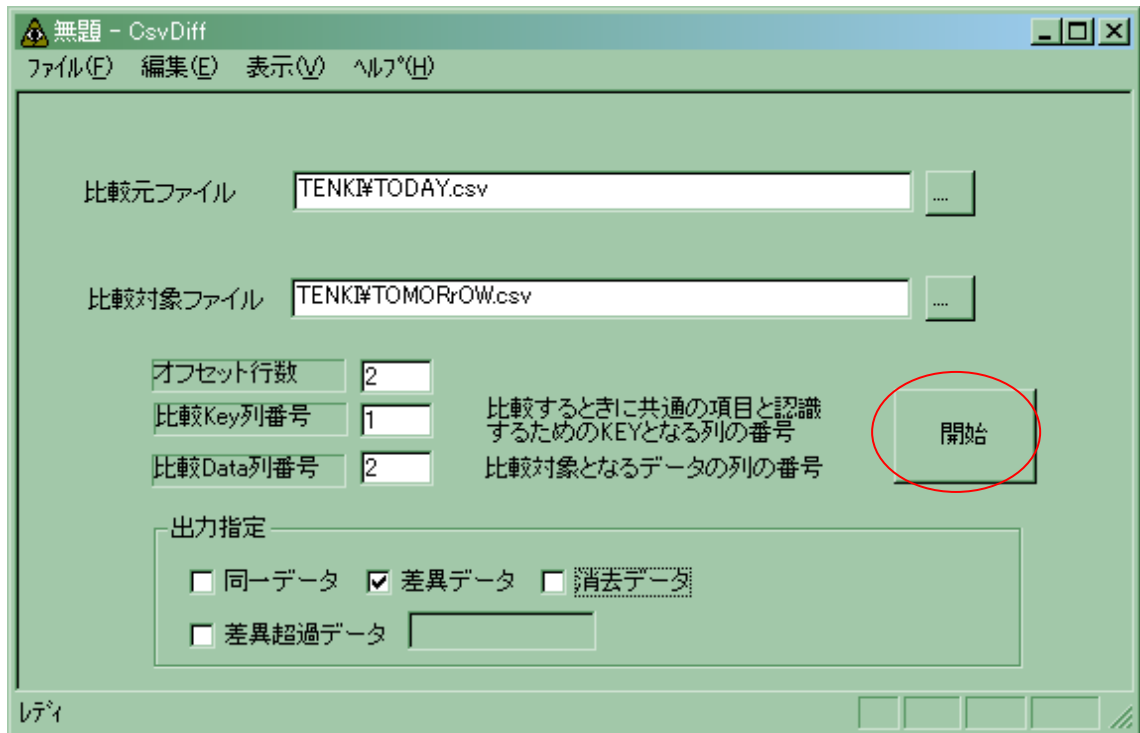 無題 - CsvDiff
ﾌｧｲﾙ(F) 編集(E) 表示(V) ﾍﾙﾌﾟ(H)
比較元ファイル TENKI¥TODAY.csv ....
比較対象ファイル TENKI¥TOMORrOW.csv ....
オフセット行数 2
比較Key列番号 1 比較するときに共通の項目と認識
するためのKEYとなる列の番号
開始
比較Data列番号 2 比較対象となるデータの列の番号
出力指定
同一データ 差異データ 消去データ
差異超過データ
ﾚﾃﾞｨ